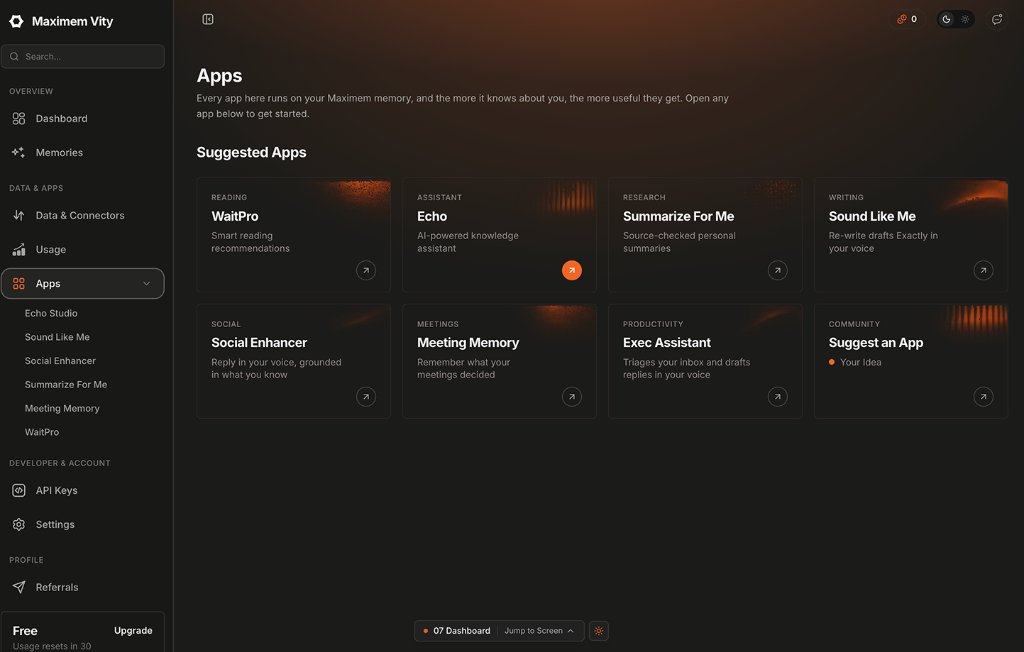 Maximem Vity
Search...
OVERVIEW
Dashboard
Memories
DATA & APPS
Data & Connectors
Usage
Apps
Echo Studio
Sound Like Me
Social Enhancer
Summarize For Me
Meeting Memory
WaitPro
DEVELOPER & ACCOUNT
API Keys
Settings
PROFILE
Referrals
Free
Upgrade
Usage resets in 30
0
Apps
Every app here runs on your Maximem memory, and the more it knows about you, the more useful they get. Open any
app below to get started.
Suggested Apps
READING
WaitPro
Smart reading
recommendations
ASSISTANT
Echo
AI-powered knowledge
assistant
RESEARCH
Summarize For Me
Source-checked personal
summaries
WRITING
Sound Like Me
Re-write drafts Exactly in
your voice
SOCIAL
Social Enhancer
Reply in your voice, grounded
in what you know
MEETINGS
Meeting Memory
Remember what your
meetings decided
PRODUCTIVITY
Exec Assistant
Triages your inbox and drafts
replies in your voice
COMMUNITY
Suggest an App
Your Idea
07 Dashboard
Jump to Screen